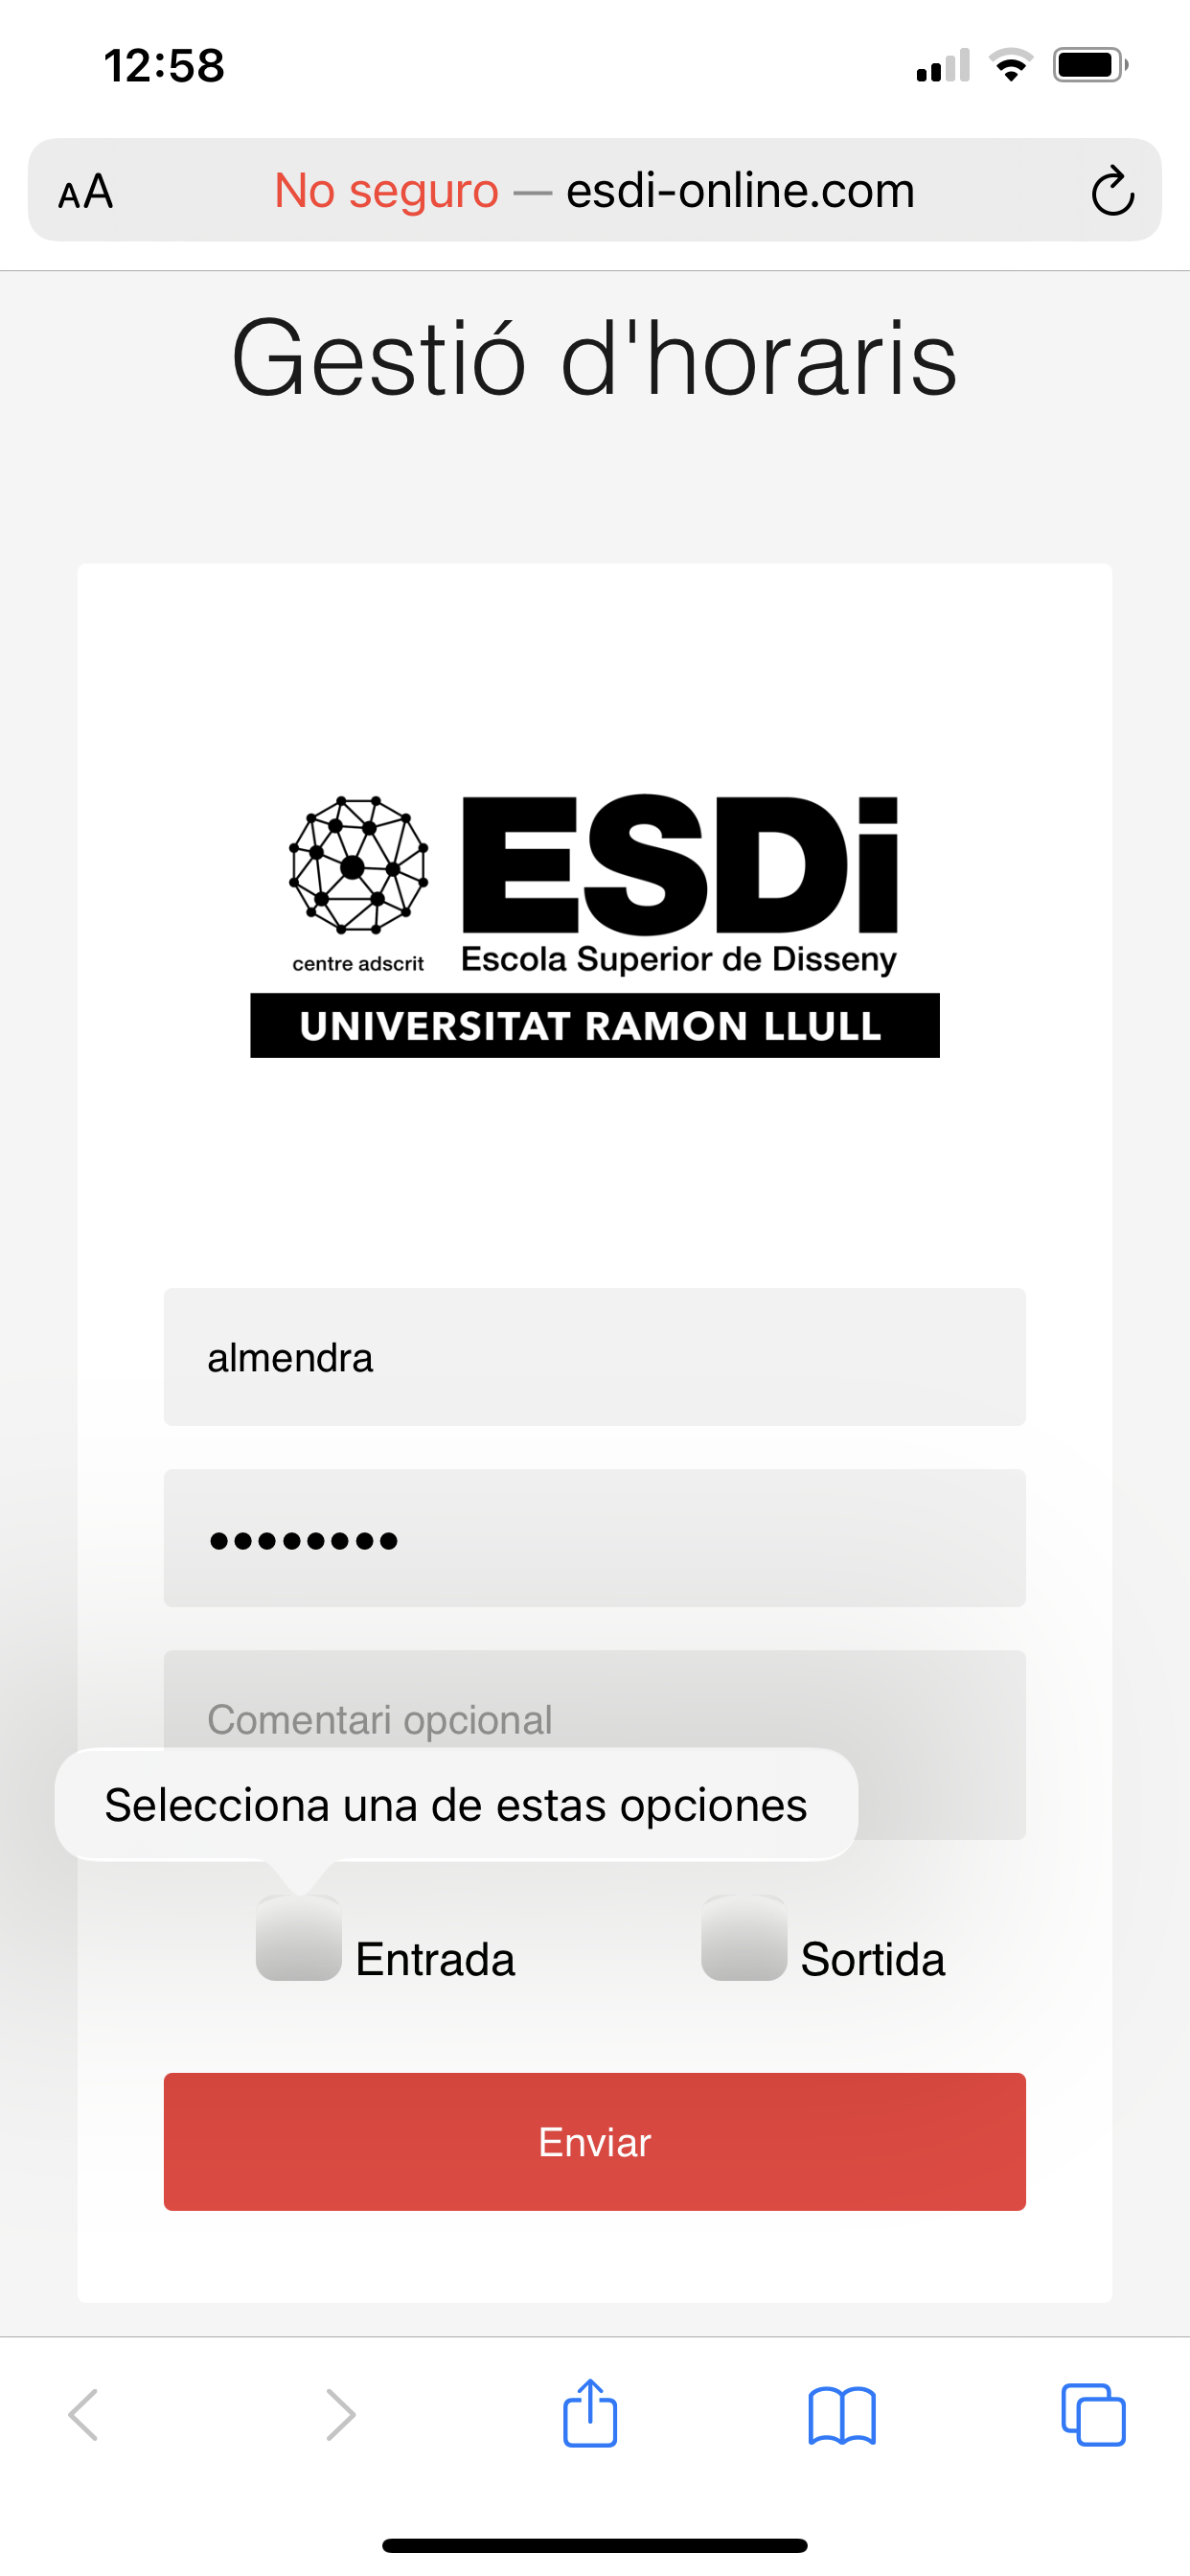 12:58
AA No seguro — esdi-online.com
Gestió d'horaris
ESDi
centre adscrit Escola Superior de Disseny
UNIVERSITAT RAMON LLULL
almendra
••••••••
Comentari opcional
Selecciona una de estas opciones
Entrada Sortida
Enviar